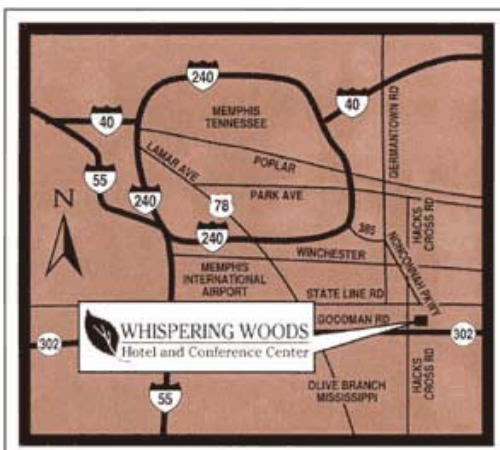 240
40
MEMPHIS
TENNESSEE
GERMANTOWN RD
40
LAMAR AVE
POPLAR
55
N
78
PARK AVE
240
385
HACKS
CROSS RD
NONCONNAH PKWY
WINCHESTER
MEMPHIS
INTERNATIONAL
AIRPORT
STATE LINE RD
GOODMAN RD
WHISPERING WOODS
Hotel and Conference Center
302
302
55
OLIVE BRANCH
MISSISSIPPI
HACKS
CROSS RD